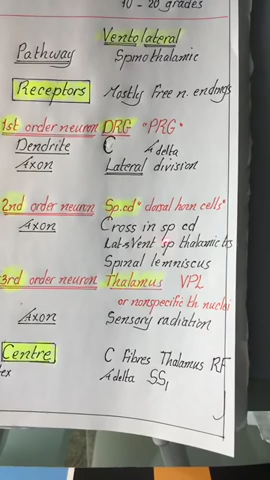 10 - 20 grades
Ventolateral
Pathway Spinothalamic
Receptors Mostly Free n. endings
1st order neuron DRG "PRG"
Dendrite C A delta
Axon Lateral division
2nd order neuron Sp.cd "dorsal horn cells"
Axon Cross in sp cd
Lat & Vent sp thalamic ts
Spinal lemniscus
3rd order neuron Thalamus VPL
or nonspecific th. nuclei
Axon Sensory radiation
Centre C Fibres Thalamus RF
A delta SS1